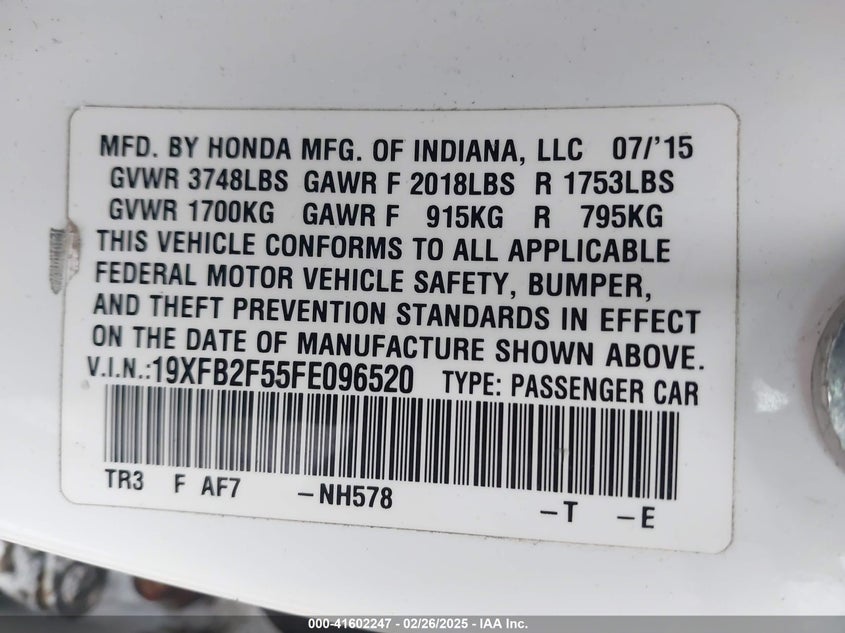 MFD. BY HONDA MFG. OF INDIANA, LLC 07/'15
GVWR 3748LBS GAWR F 2018LBS R 1753LBS
GVWR 1700KG GAWR F 915KG R 795KG
THIS VEHICLE CONFORMS TO ALL APPLICABLE
FEDERAL MOTOR VEHICLE SAFETY, BUMPER,
AND THEFT PREVENTION STANDARDS IN EFFECT
ON THE DATE OF MANUFACTURE SHOWN ABOVE.
V.I.N.:19XFB2F55FE096520 TYPE: PASSENGER CAR
TR3 F AF7 -NH578 -T -E
000-41602247 - 02/26/2025 - IAA Inc.